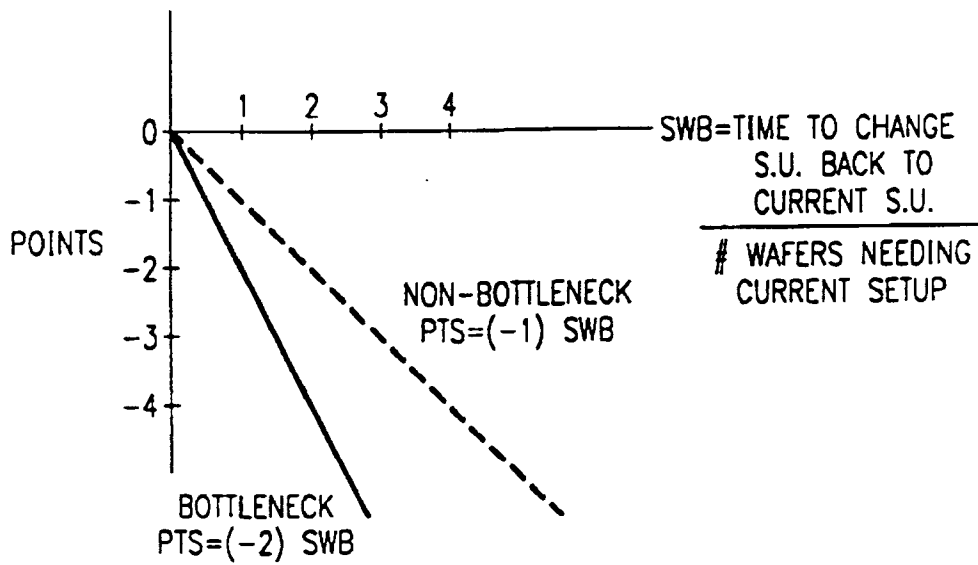 1 2 3 4
0
-1
-2
-3
-4
POINTS
SWB=TIME TO CHANGE
S.U. BACK TO
CURRENT S.U.
# WAFERS NEEDING
CURRENT SETUP
NON-BOTTLENECK
PTS=(-1) SWB
BOTTLENECK
PTS=(-2) SWB